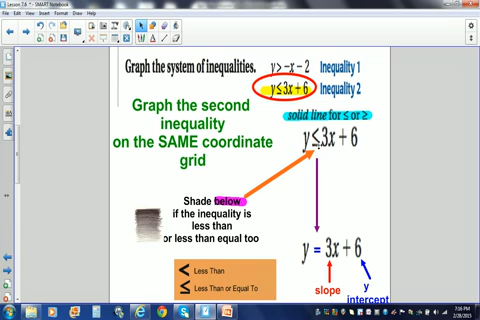 Lesson 7.6 * - SMART Notebook
File Edit View Insert Format Draw Help
Graph the system of inequalities. y > -x - 2 Inequality 1
y ≤ 3x + 6 Inequality 2
Graph the second
inequality
on the SAME coordinate
grid
solid line for ≤ or ≥
y ≤ 3x + 6
Shade below
if the inequality is
less than
or less than equal too
y = 3x + 6
< Less Than
≤ Less Than or Equal To
slope
y
intercept
7:16 PM
2/28/2015